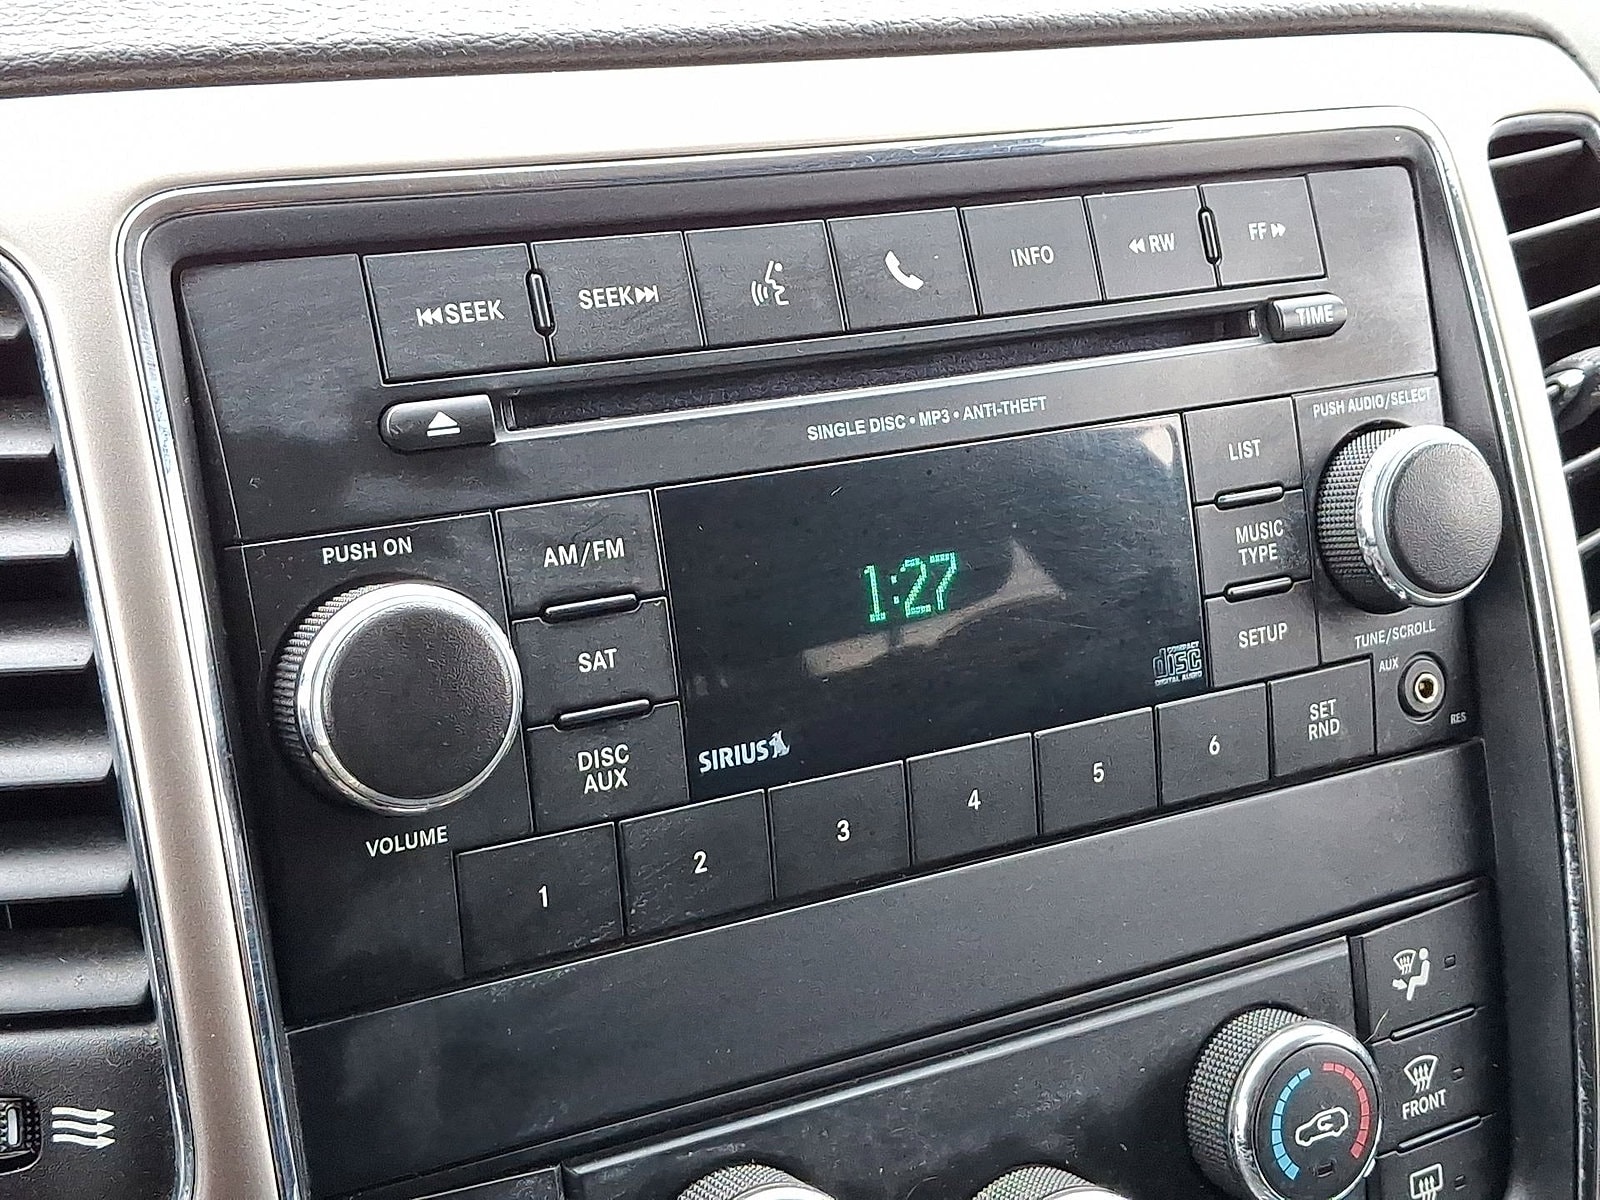 SEEK
SEEK
INFO
RW
FF
TIME
SINGLE DISC • MP3 • ANTI-THEFT
PUSH AUDIO/SELECT
LIST
PUSH ON
AM/FM
MUSIC
TYPE
1:27
SAT
SETUP
TUNE/SCROLL
COMPACT
disc
DIGITAL AUDIO
AUX
RES
SET
RND
SIRIUS
DISC
AUX
VOLUME
1
2
3
4
5
6
FRONT